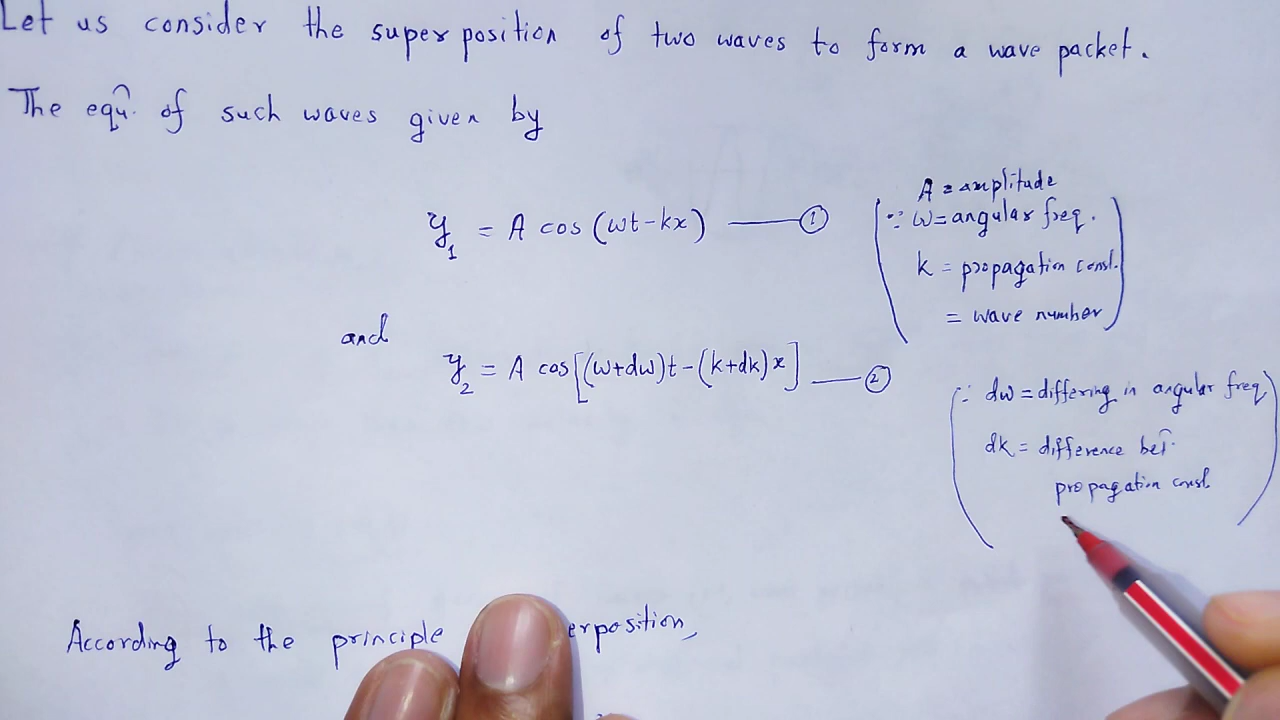 Let us consider the superposition of two waves to form a wave packet.
The equⁿ. of such waves given by
y₁ = A cos (ωt-kx) —— ①
(A = amplitude
∵ ω = angular freq.
k = propagation const.
= wave number)
and
y₂ = A cos[(ω+dω)t-(k+dk)x] —— ②
(∵ dω = differing in angular freq
dk = difference betⁿ.
propagation const.)
According to the principle erposition,